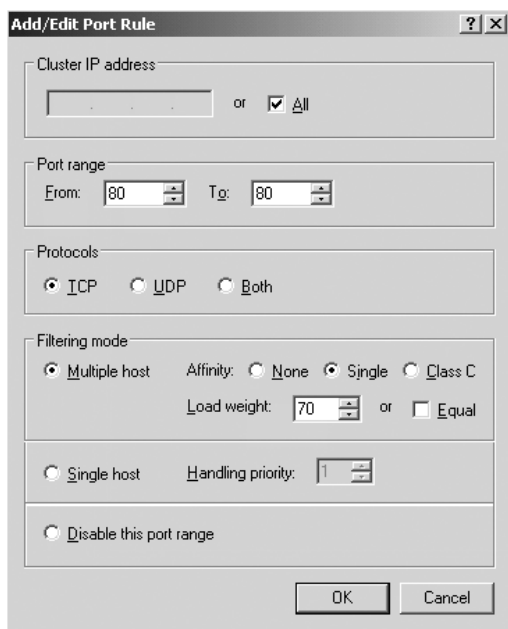 Add/Edit Port Rule
Cluster IP address
or All
Port range
From: 80 To: 80
Protocols
TCP UDP Both
Filtering mode
Multiple host Affinity: None Single Class C
Load weight: 70 or Equal
Single host Handling priority: 1
Disable this port range
OK Cancel